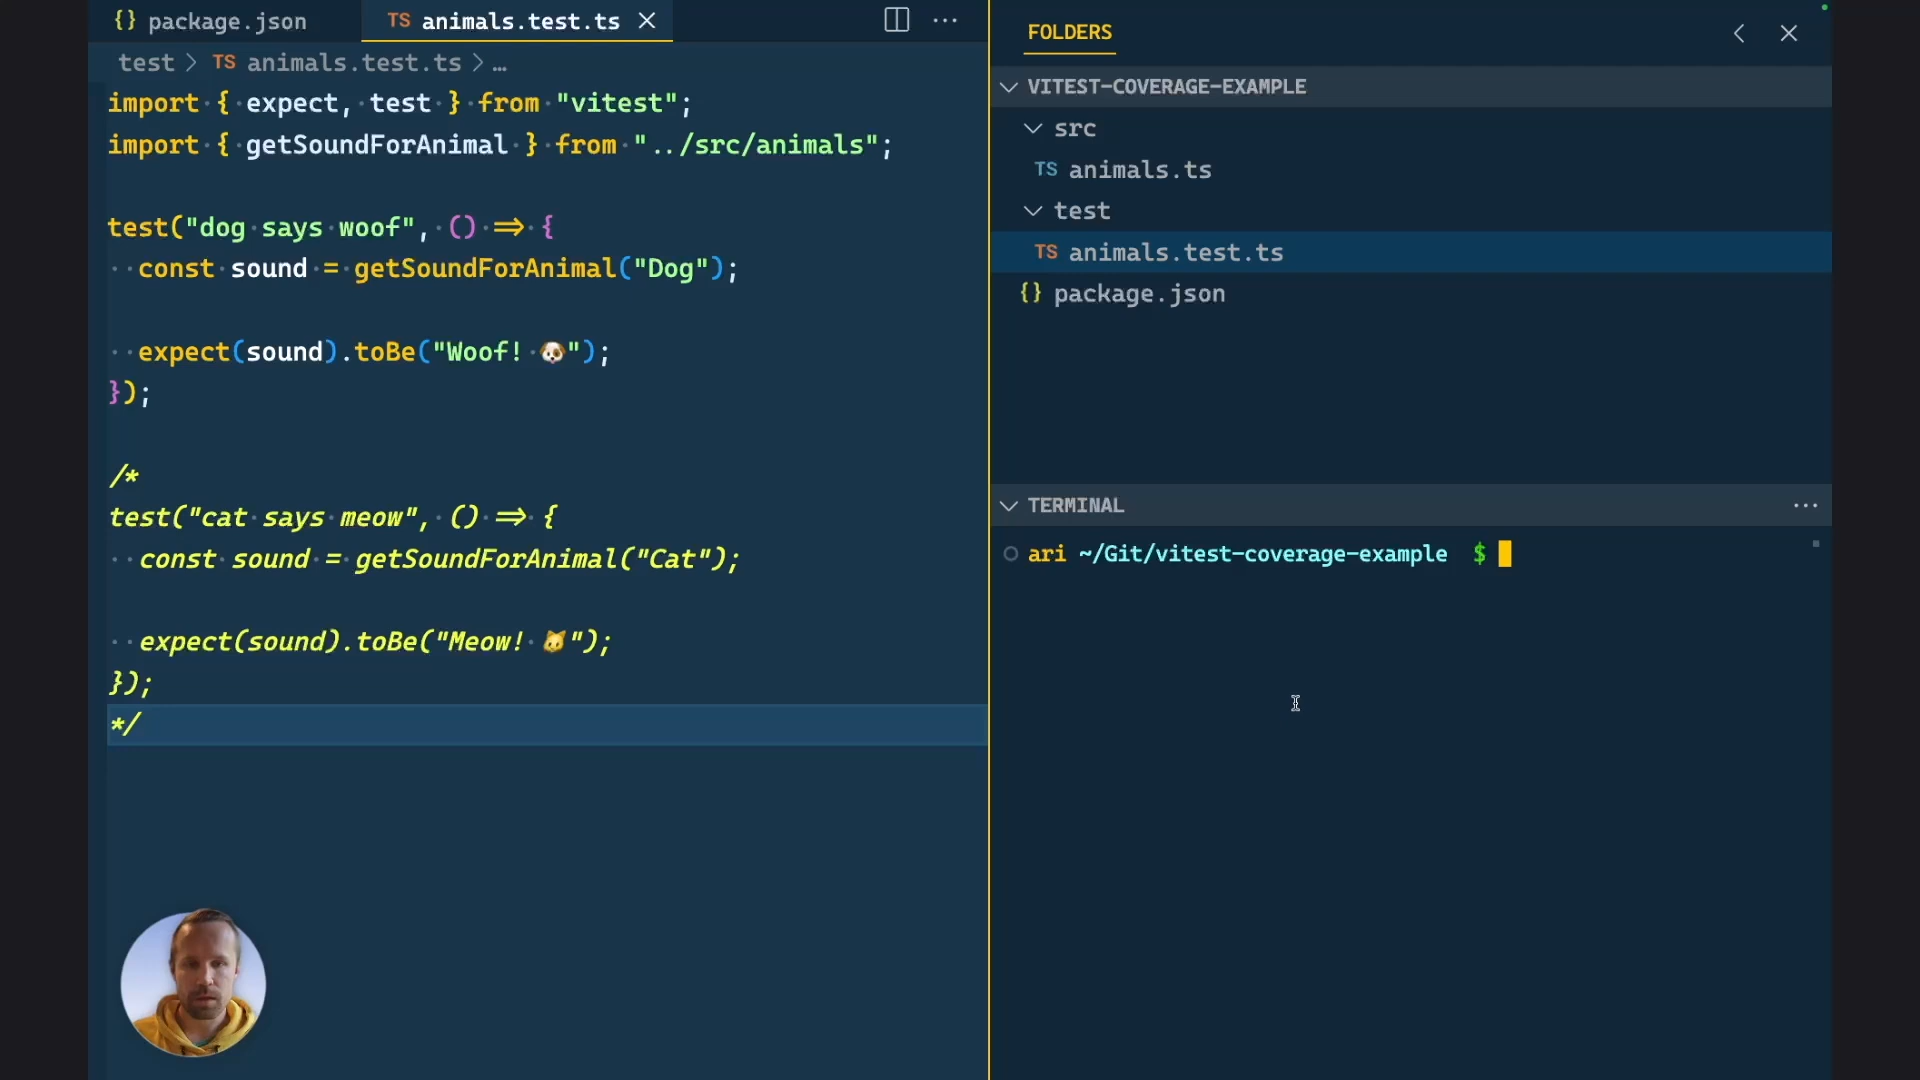 {} package.json
TS animals.test.ts
test > TS animals.test.ts > …
import { expect, test } from "vitest";
import { getSoundForAnimal } from "../src/animals";
test("dog says woof", () => {
const sound = getSoundForAnimal("Dog");
expect(sound).toBe("Woof! 🐶");
});
/*
test("cat says meow", () => {
const sound = getSoundForAnimal("Cat");
expect(sound).toBe("Meow! 🐱");
});
*/
FOLDERS
VITEST-COVERAGE-EXAMPLE
src
TS animals.ts
test
TS animals.test.ts
{} package.json
TERMINAL
ari ~/Git/vitest-coverage-example $